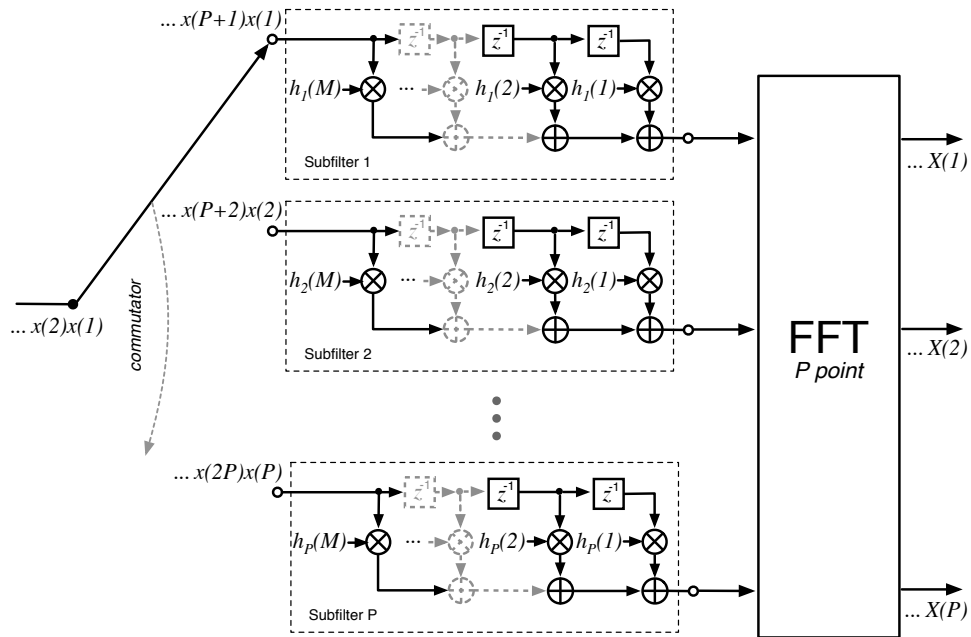 ... x(P+1)x(1)
z⁻¹ z⁻¹ z⁻¹
h₁(M) ... h₁(2) h₁(1)
Subfilter 1
... X(1)
... x(P+2)x(2)
z⁻¹ z⁻¹ z⁻¹
h₂(M) ... h₂(2) h₂(1)
Subfilter 2
... x(2)x(1)
commutator
FFT
P point
... X(2)
... x(2P)x(P)
z⁻¹ z⁻¹ z⁻¹
h_P(M) ... h_P(2) h_P(1)
Subfilter P
... X(P)